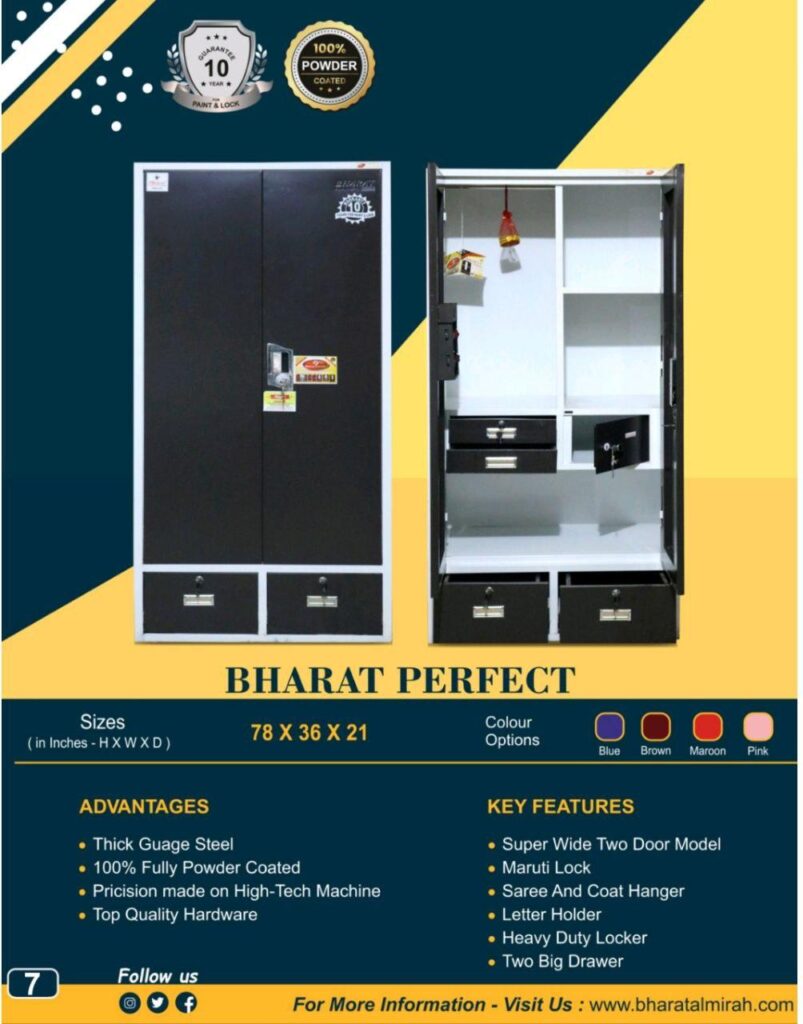 GUARANTEE
10
YEAR
FOR
PAINT & LOCK
100%
POWDER
COATED
BHARAT
10
BHARAT PERFECT
Sizes
( in Inches - H X W X D )
78 X 36 X 21
Colour
Options
Blue
Brown
Maroon
Pink
ADVANTAGES
Thick Guage Steel
100% Fully Powder Coated
Pricision made on High-Tech Machine
Top Quality Hardware
KEY FEATURES
Super Wide Two Door Model
Maruti Lock
Saree And Coat Hanger
Letter Holder
Heavy Duty Locker
Two Big Drawer
7
Follow us
For More Information - Visit Us : www.bharatalmirah.com